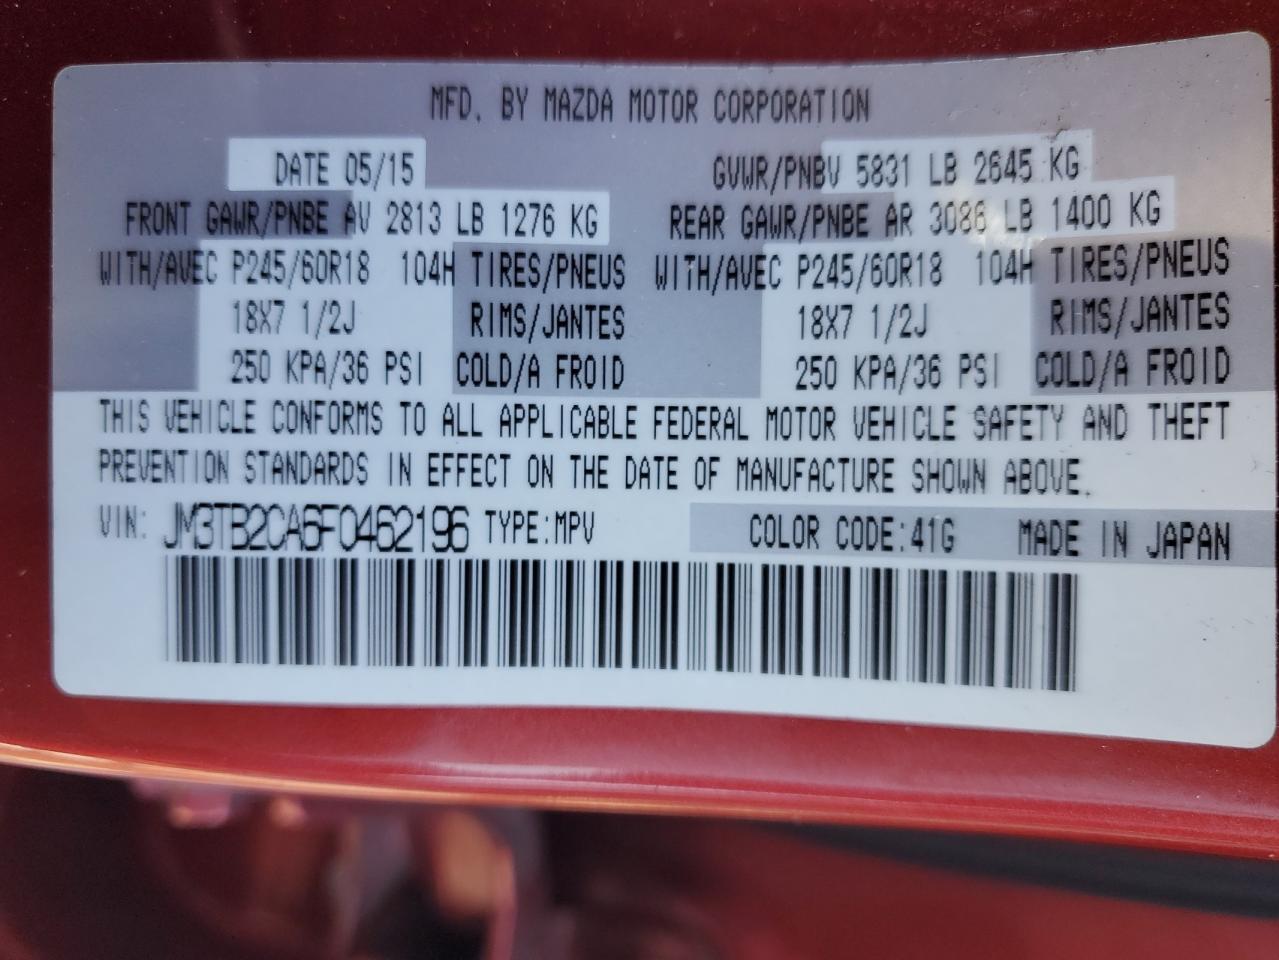 MFD. BY MAZDA MOTOR CORPORATION
DATE 05/15 GVWR/PNBV 5831 LB 2645 KG
FRONT GAWR/PNBE AV 2813 LB 1276 KG REAR GAWR/PNBE AR 3086 LB 1400 KG
WITH/AVEC P245/60R18 104H TIRES/PNEUS WITH/AVEC P245/60R18 104H TIRES/PNEUS
18X7 1/2J RIMS/JANTES 18X7 1/2J RIMS/JANTES
250 KPA/36 PSI COLD/A FROID 250 KPA/36 PSI COLD/A FROID
THIS VEHICLE CONFORMS TO ALL APPLICABLE FEDERAL MOTOR VEHICLE SAFETY AND THEFT
PREVENTION STANDARDS IN EFFECT ON THE DATE OF MANUFACTURE SHOWN ABOVE.
VIN: JM3TB2CA6F0462196 TYPE:MPV COLOR CODE:41G MADE IN JAPAN